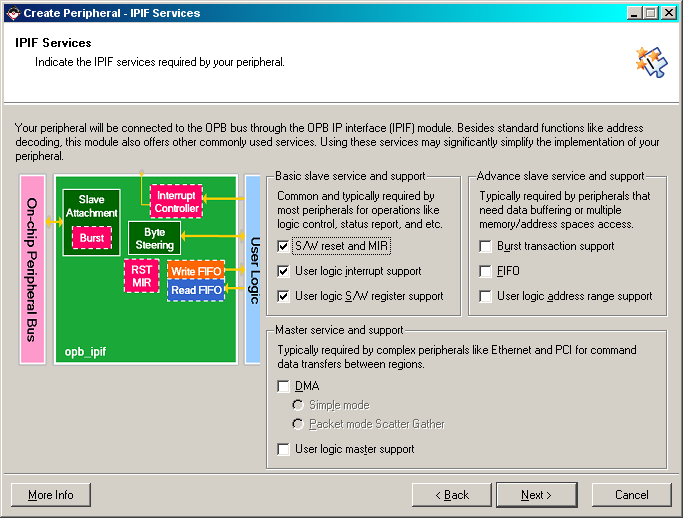 Create Peripheral - IPIF Services
IPIF Services
Indicate the IPIF services required by your peripheral.
Your peripheral will be connected to the OPB bus through the OPB IP interface (IPIF) module. Besides standard functions like address
decoding, this module also offers other commonly used services. Using these services may significantly simplify the implementation of your
peripheral.
On-chip Peripheral Bus
Slave
Attachment
Burst
Interrupt
Controller
Byte
Steering
RST
MIR
Write FIFO
Read FIFO
opb_ipif
User Logic
Basic slave service and support
Common and typically required by
most peripherals for operations like
logic control, status report, and etc.
S/W reset and MIR
User logic interrupt support
User logic S/W register support
Advance slave service and support
Typically required by peripherals that
need data buffering or multiple
memory/address spaces access.
Burst transaction support
FIFO
User logic address range support
Master service and support
Typically required by complex peripherals like Ethernet and PCI for command
data transfers between regions.
DMA
Simple mode
Packet mode Scatter Gather
User logic master support
More Info
< Back
Next >
Cancel